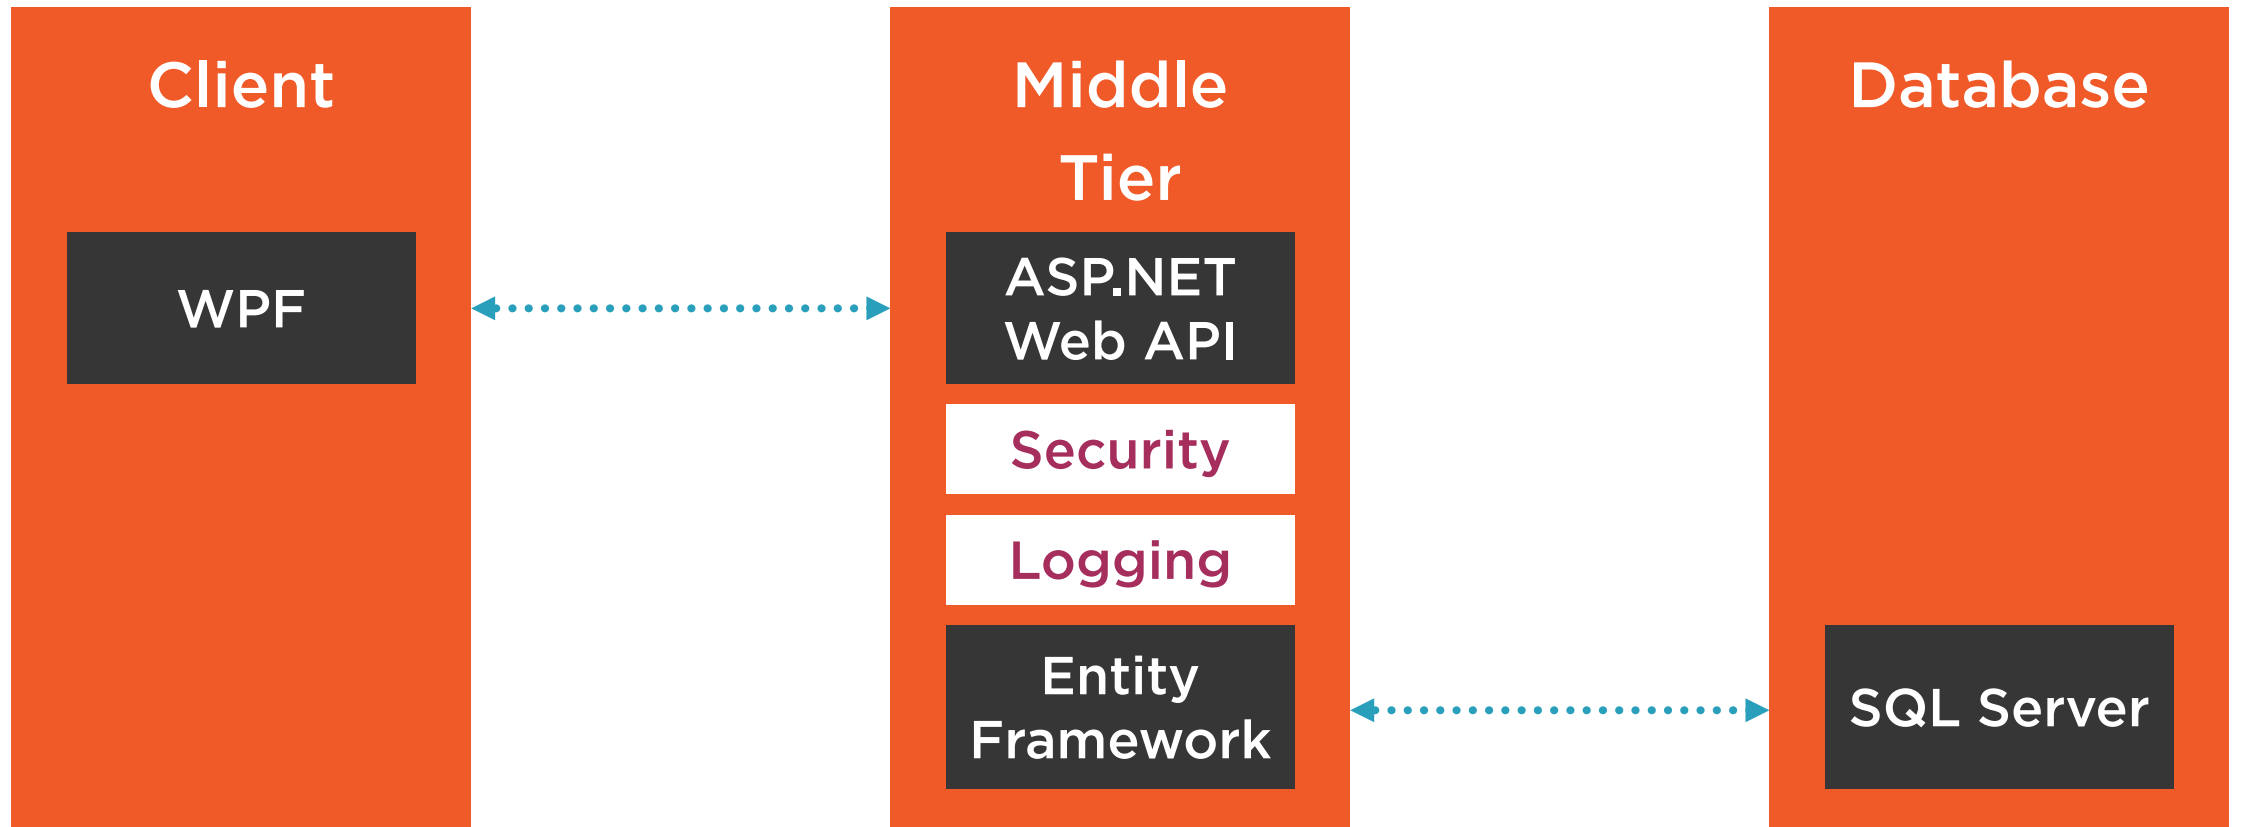 Client
WPF
Middle
Tier
ASP.NET
Web API
Security
Logging
Entity
Framework
Database
SQL Server